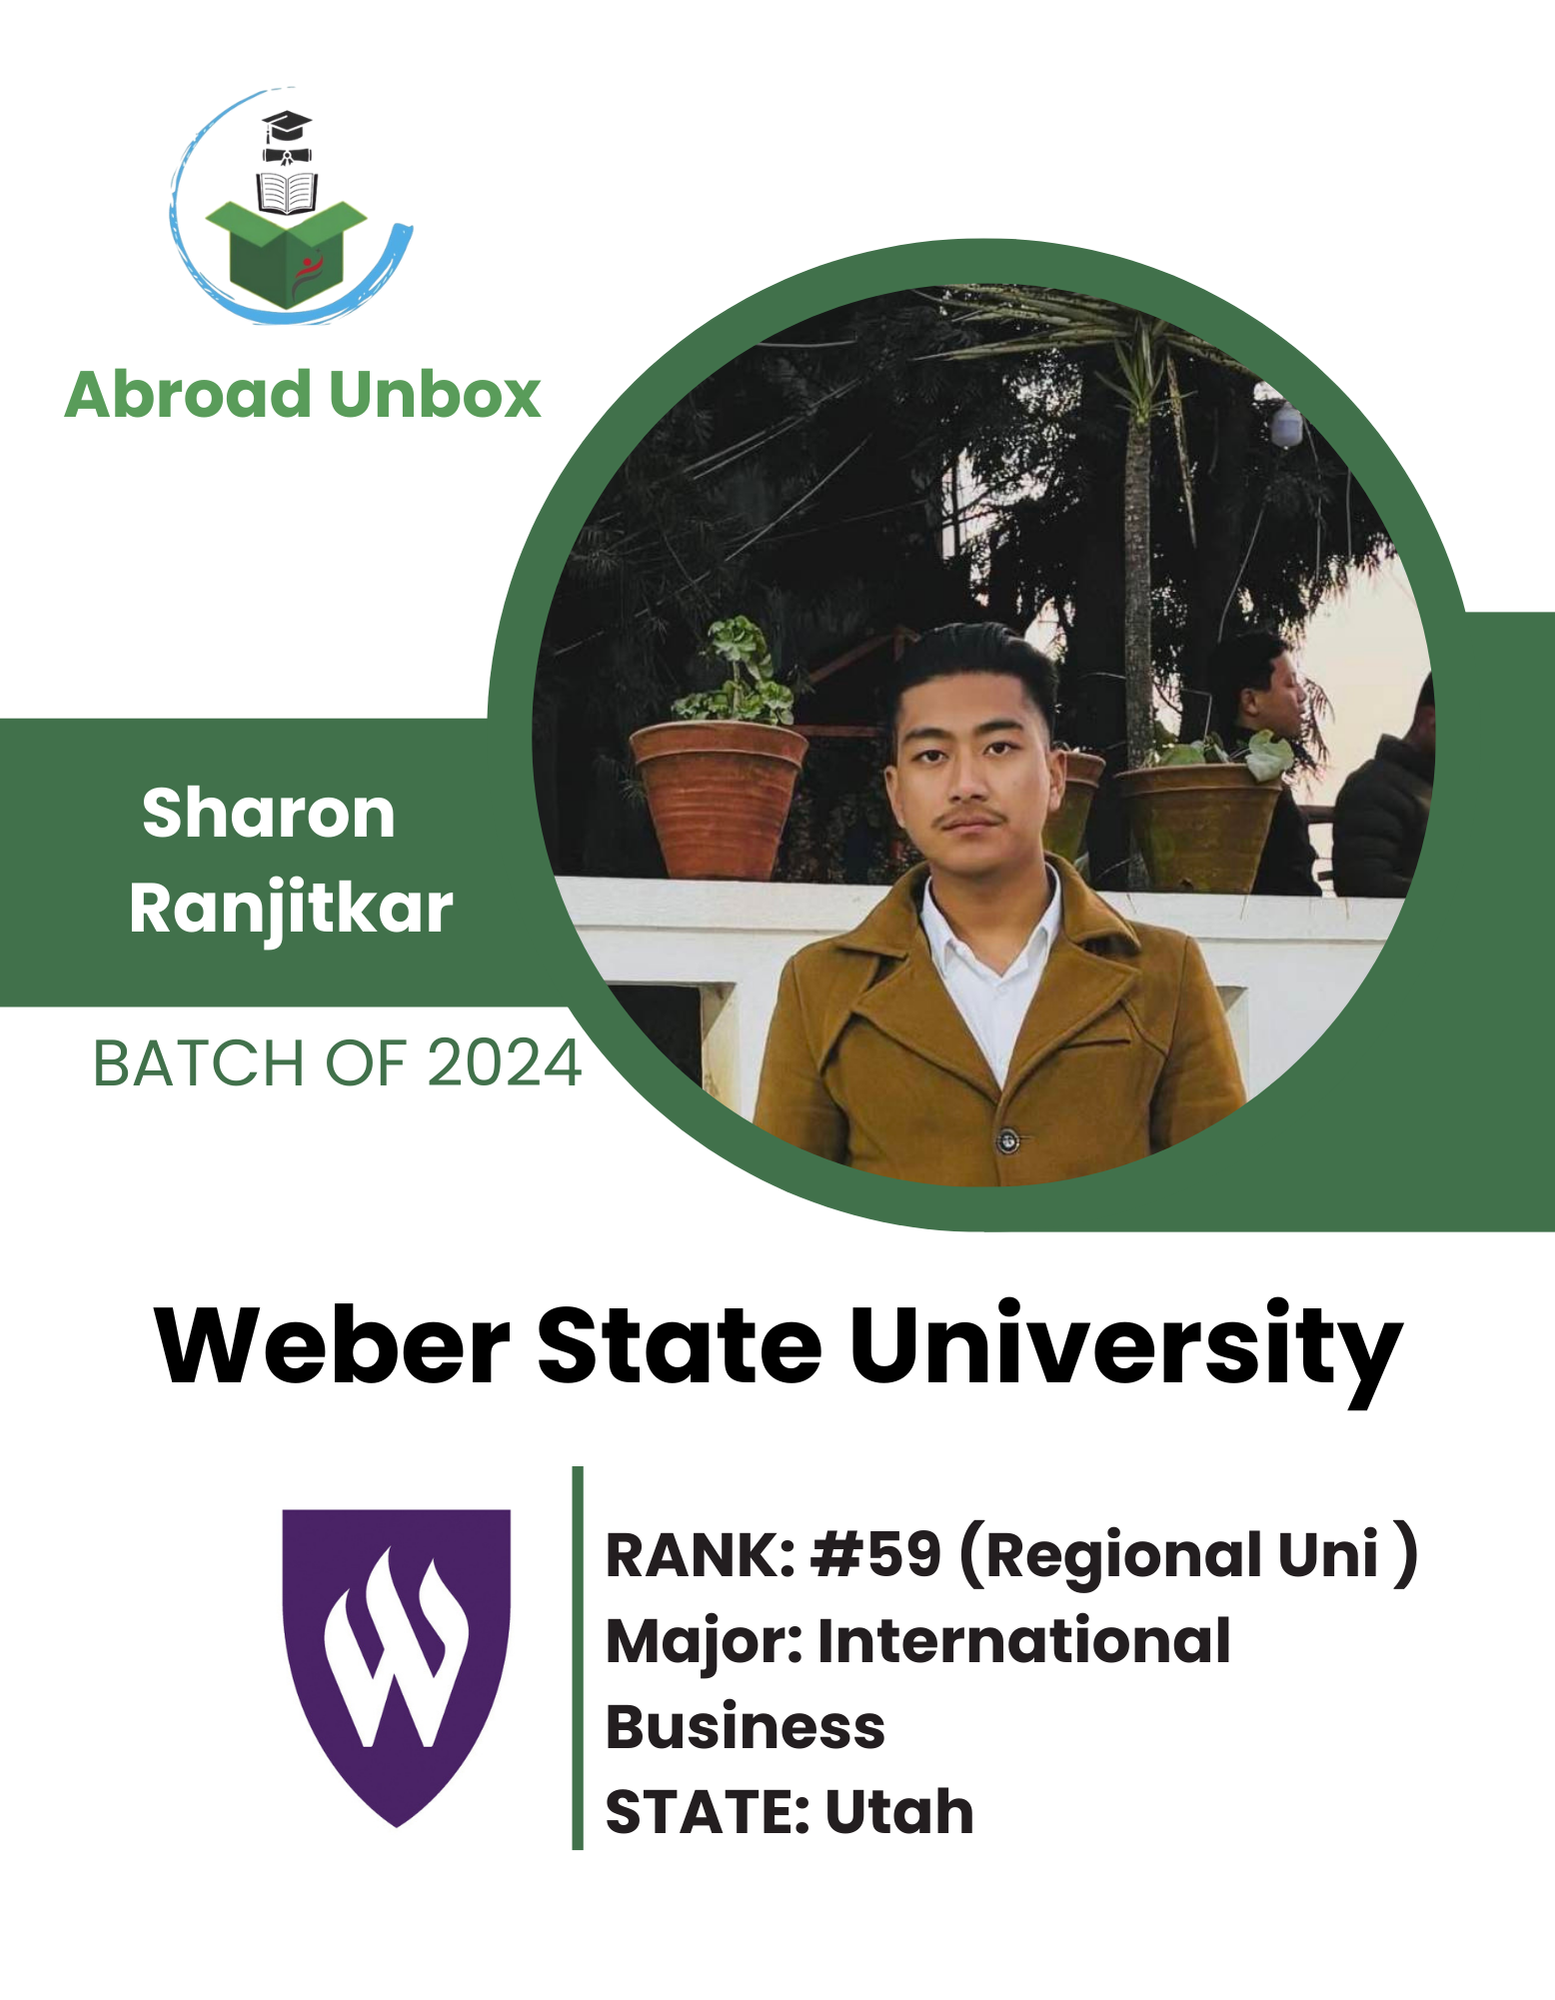 Abroad Unbox
Sharon
Ranjitkar
BATCH OF 2024
Weber State University
RANK: #59 (Regional Uni )
Major: International
Business
STATE: Utah